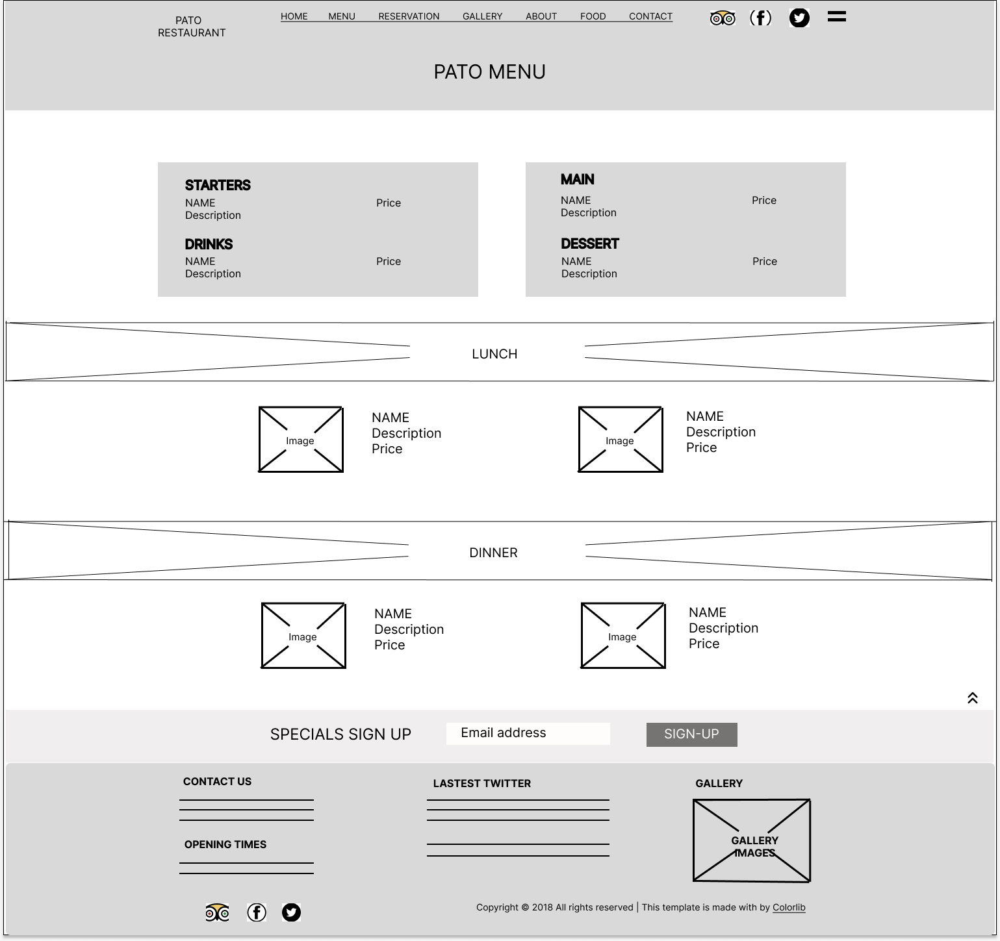 PATO
RESTAURANT
HOME MENU RESERVATION GALLERY ABOUT FOOD CONTACT
PATO MENU
STARTERS
NAME Price
Description
DRINKS
NAME Price
Description
MAIN
NAME Price
Description
DESSERT
NAME Price
Description
LUNCH
Image
NAME
Description
Price
Image
NAME
Description
Price
DINNER
Image
NAME
Description
Price
Image
NAME
Description
Price
SPECIALS SIGN UP Email address SIGN-UP
CONTACT US
OPENING TIMES
LASTEST TWITTER
GALLERY
GALLERY
IMAGES
Copyright © 2018 All rights reserved | This template is made with by Colorlib